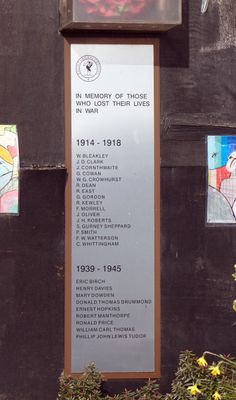 IN MEMORY OF THOSE
WHO LOST THEIR LIVES
IN WAR
1914 - 1918
W. BLEAKLEY
J. D. CLARK
J. CORNTHWAITE
G. COWAN
W. G. CROWHURST
R. DEAN
R. EAST
G. GORDON
R. KEWLEY
F. MORRELL
J. OLIVER
J. H. ROBERTS
S. GURNEY SHEPPARD
P. SMITH
F. W. WATTERSON
C. WHITTINGHAM
1939 - 1945
ERIC BIRCH
HENRY DAVIES
MARY DOWDEN
DONALD THOMAS DRUMMOND
ERNEST HOPKINS
ROBERT MANTHORPE
RONALD PRICE
WILLIAM CARL THOMAS
PHILLIP JOHN LEWIS TUDOR